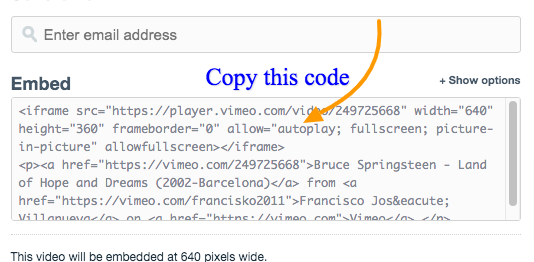 Enter email address
Copy this code
Embed
+ Show options
<iframe src="https://player.vimeo.com/video/249725668" width="640"
height="360" frameborder="0" allow="autoplay; fullscreen; picture-
in-picture" allowfullscreen></iframe>
<p><a href="https://vimeo.com/249725668">Bruce Springsteen - Land
of Hope and Dreams (2002-Barcelona)</a> from <a
href="https://vimeo.com/francisko2011">Francisco Jos&eacute;
Villanueva</a> on <a href="https://vimeo.com">Vimeo</a>.</p>
This video will be embedded at 640 pixels wide.